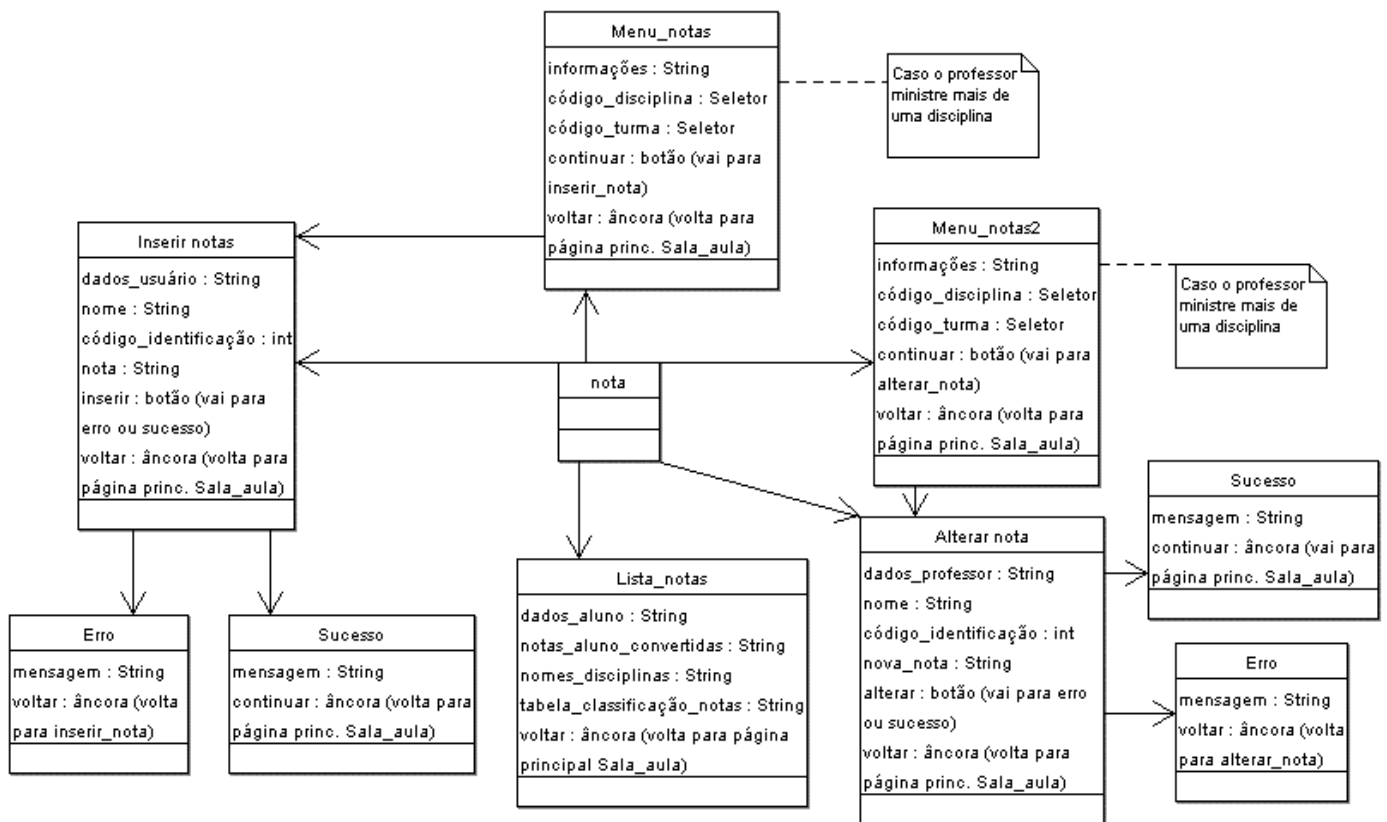 Menu_notas
informações : String
código_disciplina : Seletor
código_turma : Seletor
continuar : botão (vai para
inserir_nota)
voltar : âncora (volta para
página princ. Sala_aula)
Caso o professor
ministre mais de
uma disciplina
Inserir notas
dados_usuário : String
nome : String
código_identificação : int
nota : String
inserir : botão (vai para
erro ou sucesso)
voltar : âncora (volta para
página princ. Sala_aula)
Menu_notas2
informações : String
código_disciplina : Seletor
código_turma : Seletor
continuar : botão (vai para
alterar_nota)
voltar : âncora (volta para
página princ. Sala_aula)
Caso o professor
ministre mais de
uma disciplina
nota
Erro
mensagem : String
voltar : âncora (volta
para inserir_nota)
Sucesso
mensagem : String
continuar : âncora (volta para
página princ. Sala_aula)
Lista_notas
dados_aluno : String
notas_aluno_convertidas : String
nomes_disciplinas : String
tabela_classificação_notas : String
voltar : âncora (volta para página
principal Sala_aula)
Alterar nota
dados_professor : String
nome : String
código_identificação : int
nova_nota : String
alterar : botão (vai para erro
ou sucesso)
voltar : âncora (volta para
página princ. Sala_aula)
Sucesso
mensagem : String
continuar : âncora (vai para
página princ. Sala_aula)
Erro
mensagem : String
voltar : âncora (volta
para alterar_nota)